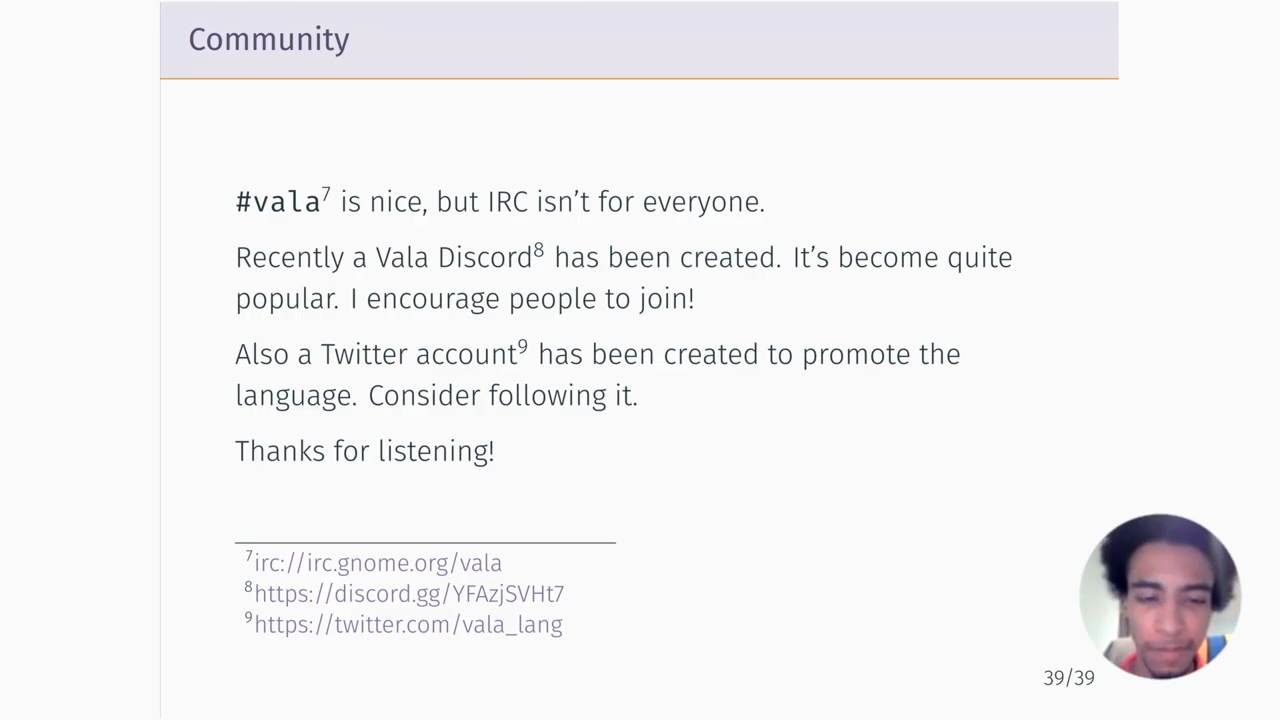 Community
#vala7 is nice, but IRC isn’t for everyone.
Recently a Vala Discord8 has been created. It’s become quite
popular. I encourage people to join!
Also a Twitter account9 has been created to promote the
language. Consider following it.
Thanks for listening!
7irc://irc.gnome.org/vala
8https://discord.gg/YFAzjSVHt7
9https://twitter.com/vala_lang
39/39